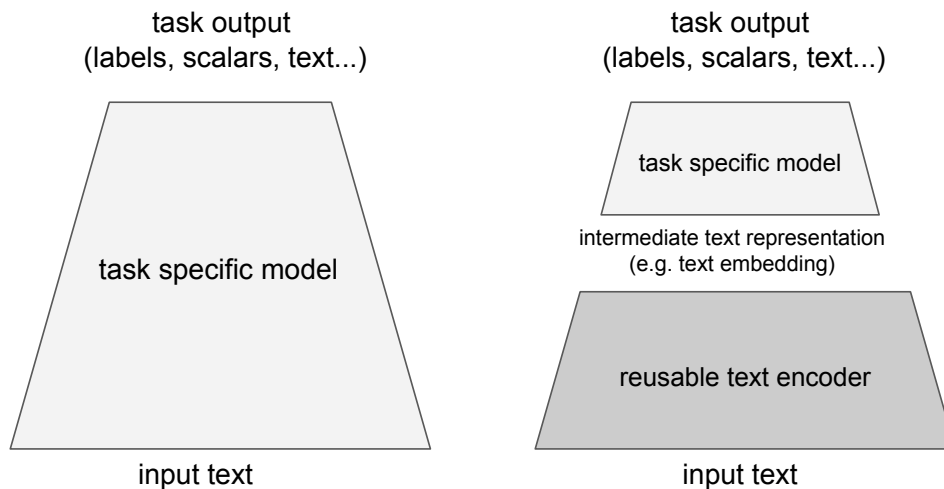 task output
(labels, scalars, text...)
task specific model
input text
task output
(labels, scalars, text...)
task specific model
intermediate text representation
(e.g. text embedding)
reusable text encoder
input text